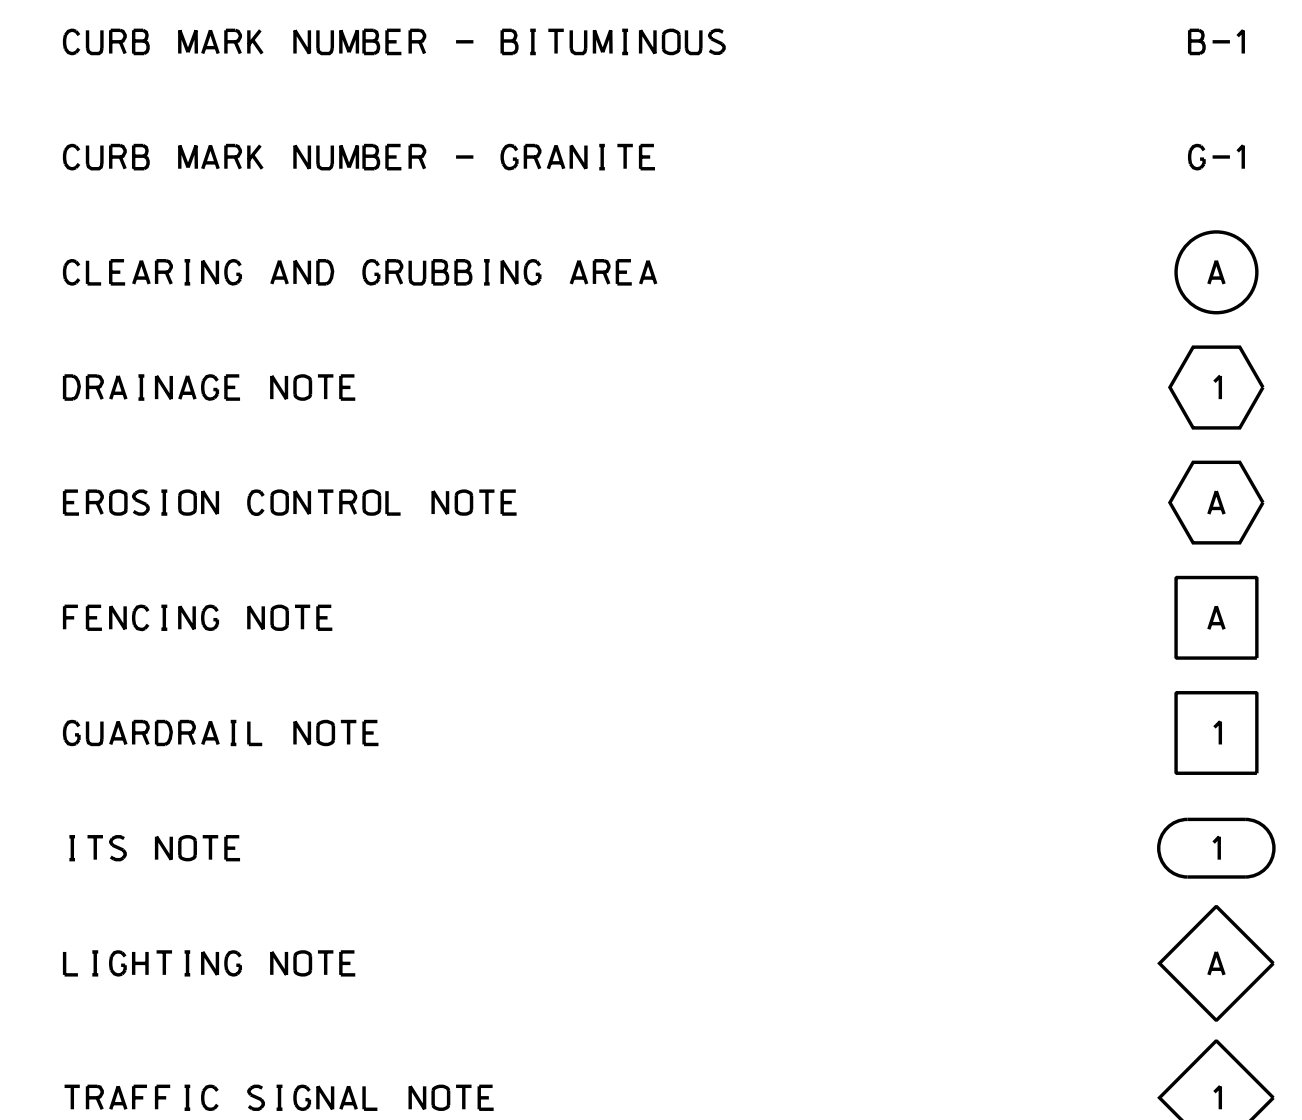 CURB MARK NUMBER - BITUMINOUS B-1
CURB MARK NUMBER - GRANITE G-1
CLEARING AND GRUBBING AREA A
DRAINAGE NOTE 1
EROSION CONTROL NOTE A
FENCING NOTE A
GUARDRAIL NOTE 1
ITS NOTE 1
LIGHTING NOTE A
TRAFFIC SIGNAL NOTE 1